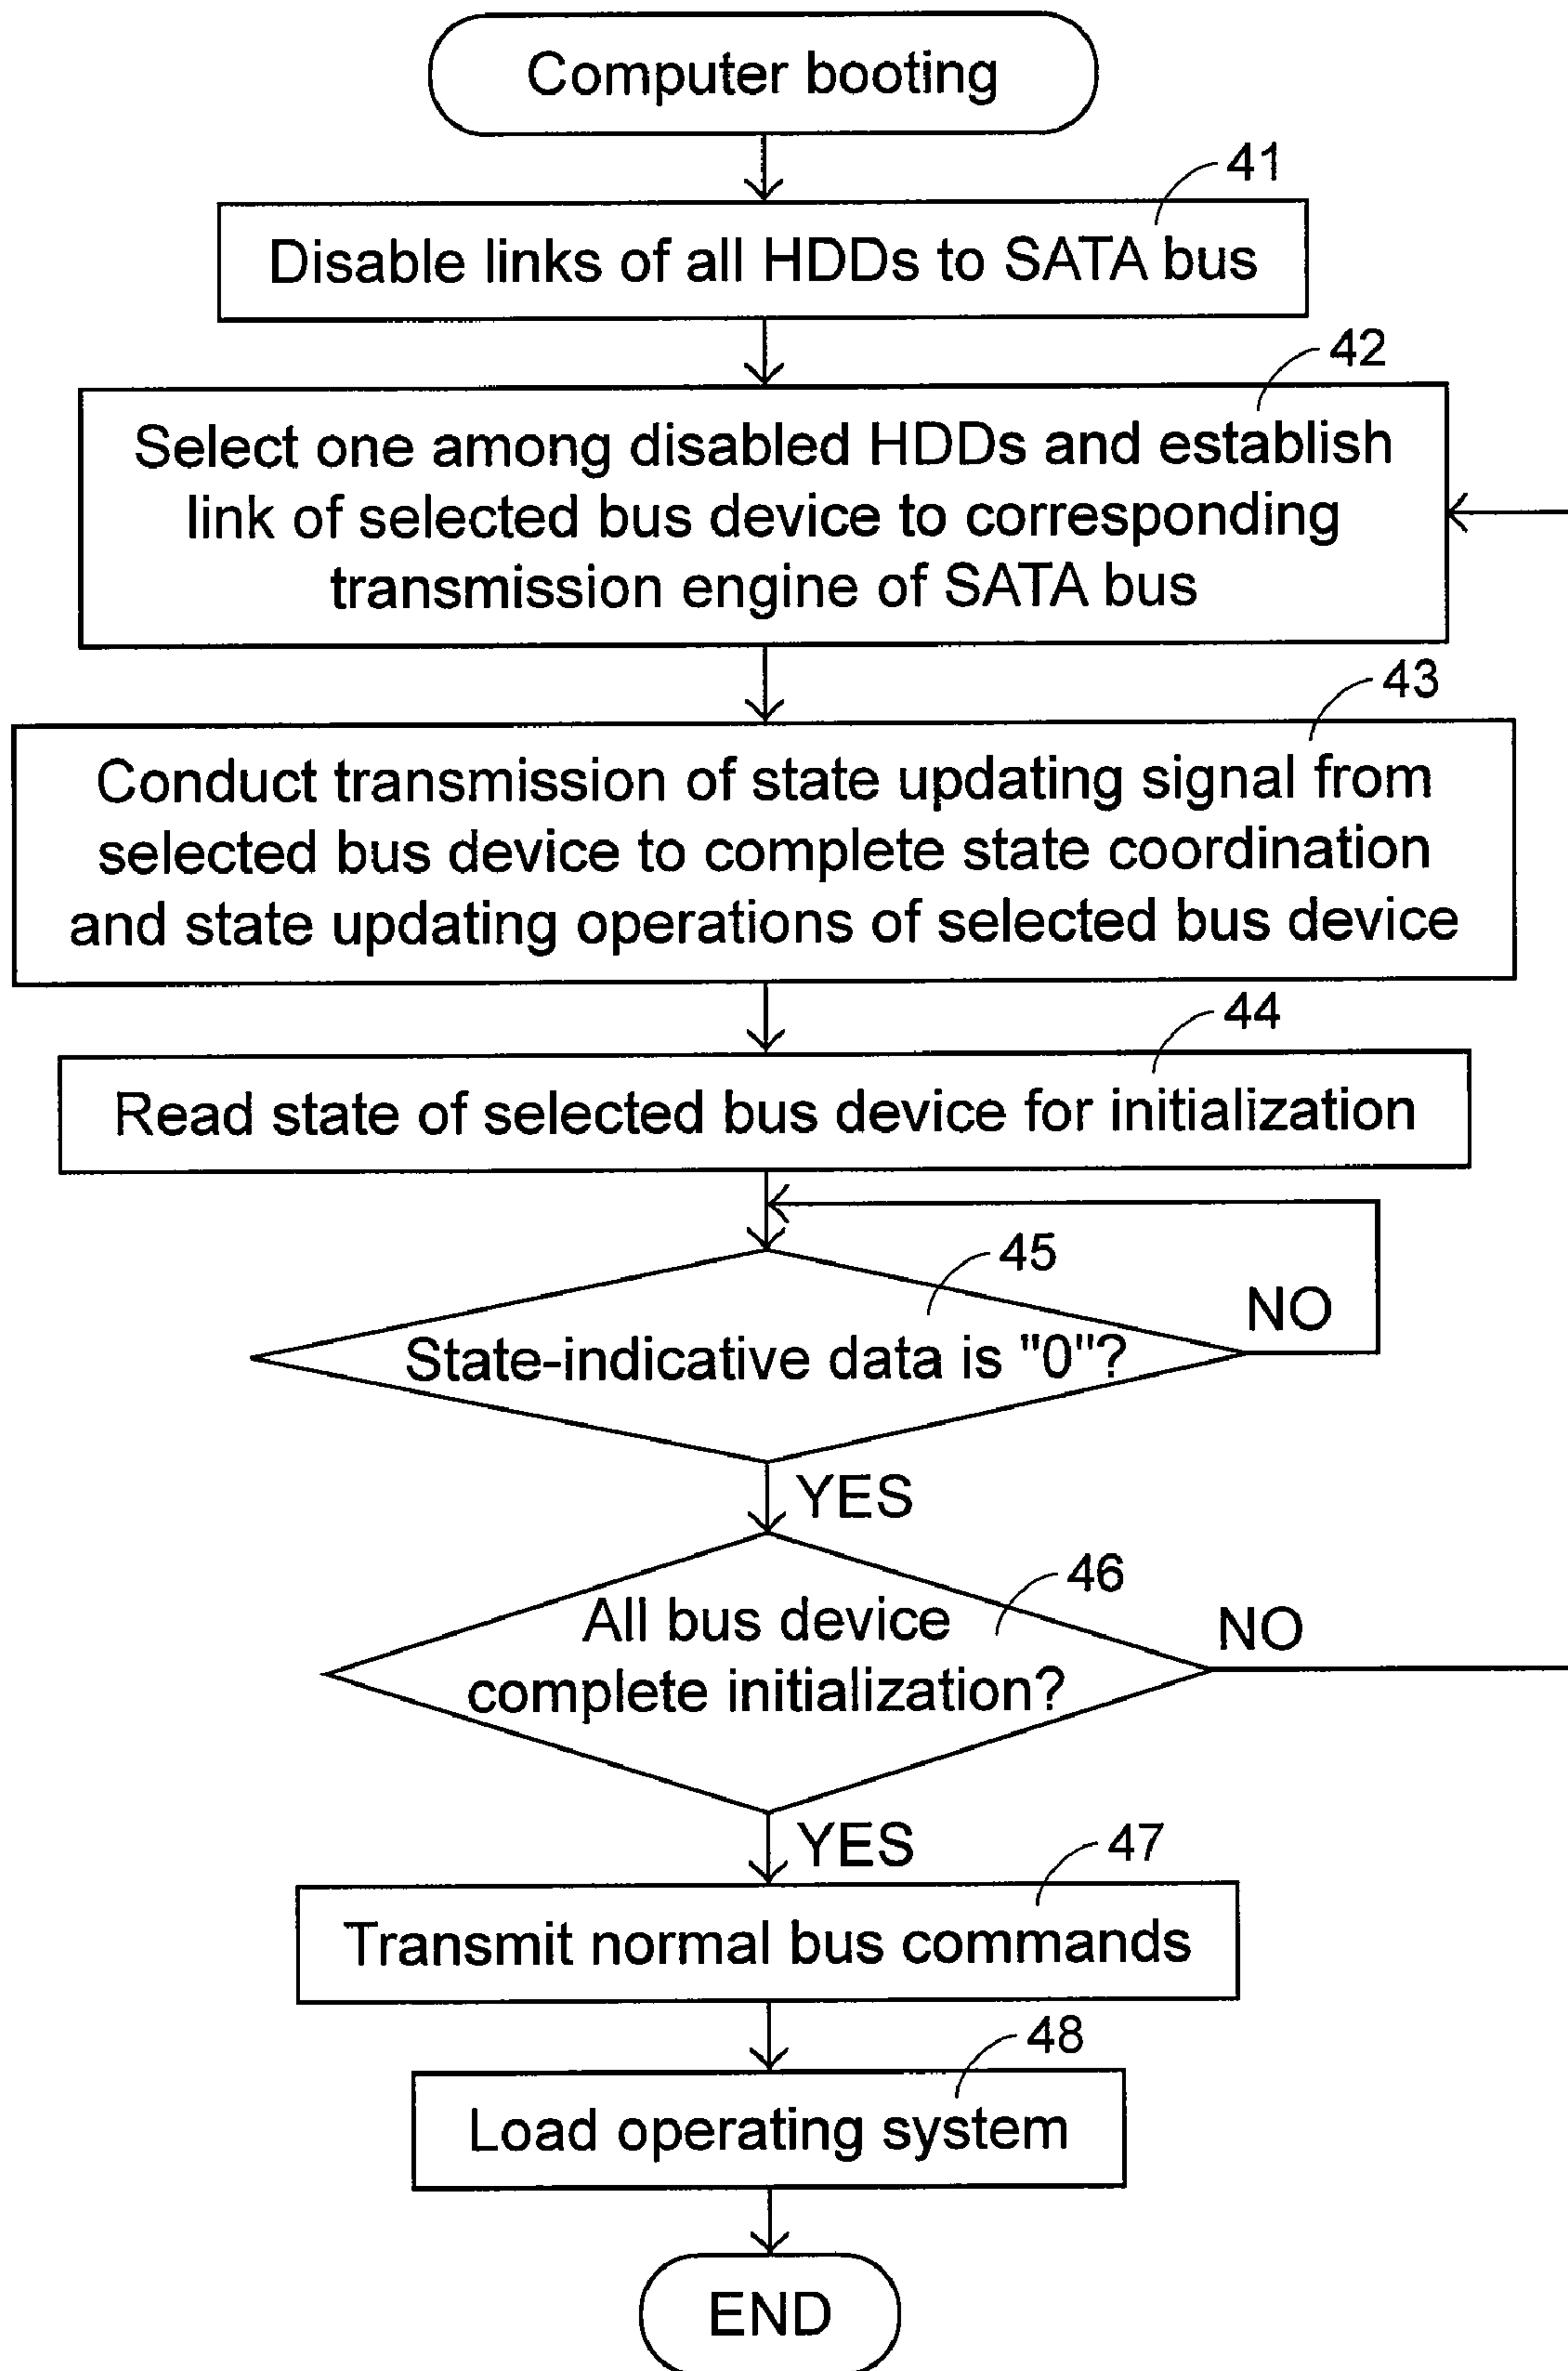 Computer booting
41
Disable links of all HDDs to SATA bus
42
Select one among disabled HDDs and establish
link of selected bus device to corresponding
transmission engine of SATA bus
43
Conduct transmission of state updating signal from
selected bus device to complete state coordination
and state updating operations of selected bus device
44
Read state of selected bus device for initialization
45
NO
State-indicative data is "0"?
YES
46
All bus device
NO
complete initialization?
YES
47
Transmit normal bus commands
48
Load operating system
END